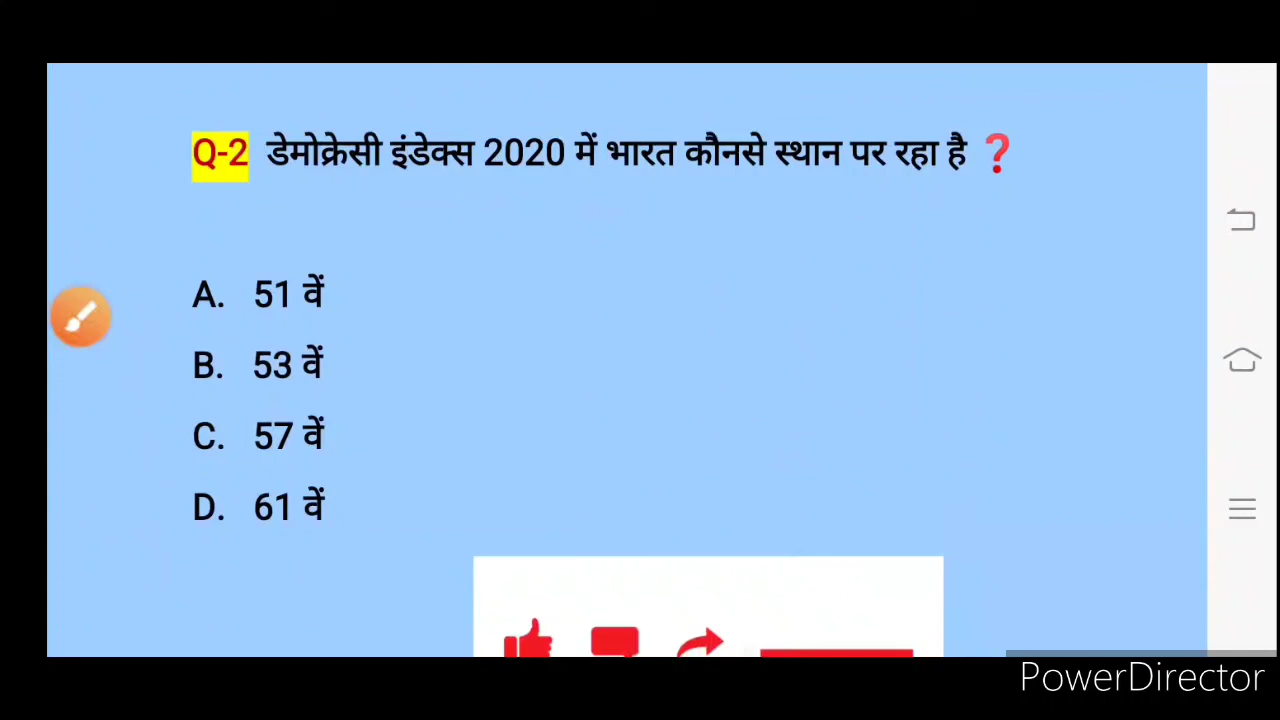 Q-2 डेमोक्रेसी इंडेक्स 2020 में भारत कौनसे स्थान पर रहा है ❓
A. 51 वें
B. 53 वें
C. 57 वें
D. 61 वें
PowerDirector